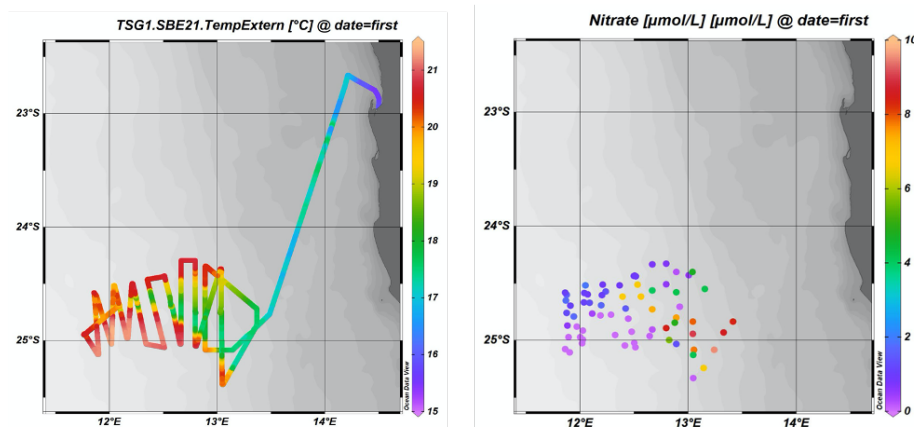 TSG1.SBE21.TempExtern [°C] @ date=first
23°S
24°S
25°S
12°E
13°E
14°E
21
20
19
18
17
16
15
Ocean Data View
Nitrate [µmol/L] [µmol/L] @ date=first
23°S
24°S
25°S
12°E
13°E
14°E
10
8
6
4
2
0
Ocean Data View